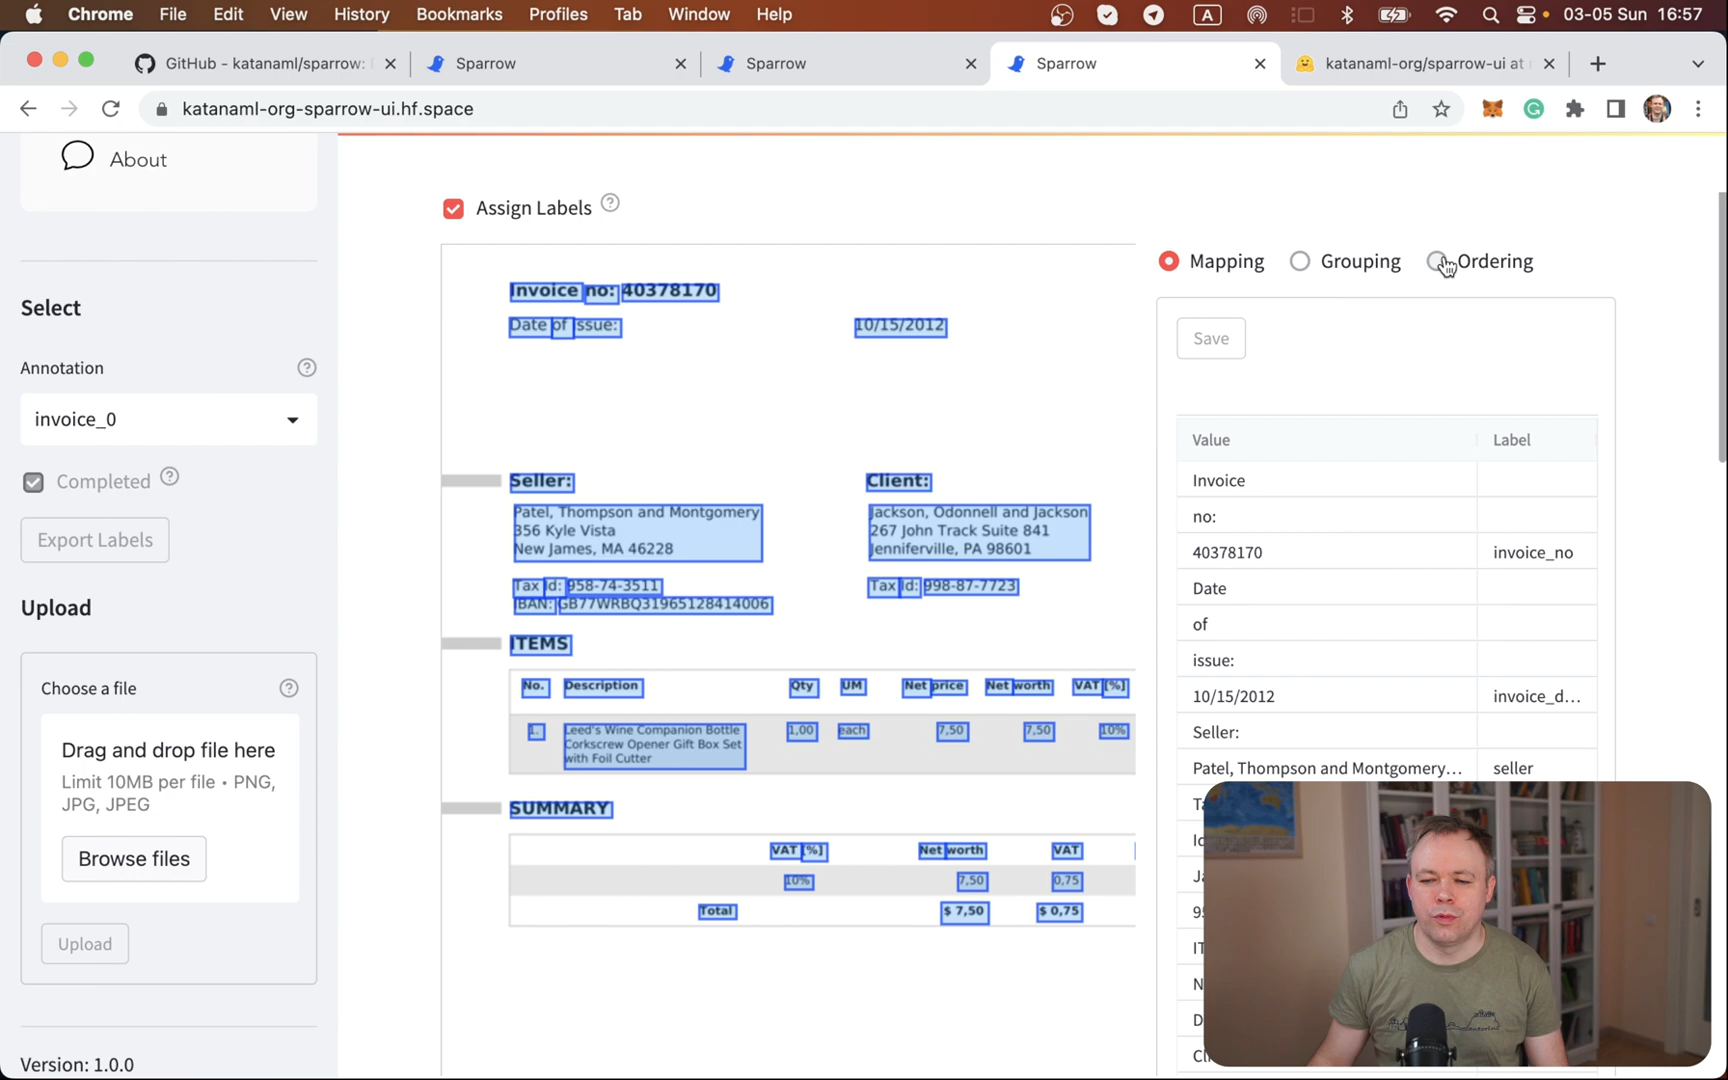 Chrome File Edit View History Bookmarks Profiles Tab Window Help A 03-05 Sun 16:57
GitHub - katanaml/sparrow: Sparrow Sparrow Sparrow katanaml-org/sparrow-ui at
katanaml-org-sparrow-ui.hf.space
About
Select
Annotation
invoice_0
Completed
Export Labels
Upload
Choose a file
Drag and drop file here
Limit 10MB per file • PNG,
JPG, JPEG
Browse files
Upload
Version: 1.0.0
Assign Labels
Invoice no: 40378170
Date of issue: 10/15/2012
Seller: Client:
Patel, Thompson and Montgomery
356 Kyle Vista
New James, MA 46228
Jackson, Odonnell and Jackson
267 John Track Suite 841
Jenniferville, PA 98601
Tax Id: 958-74-3511 Tax Id: 998-87-7723
IBAN: GB77WRBQ31965128414006
ITEMS
No. Description Qty UM Net price Net worth VAT [%]
1. Leed's Wine Companion Bottle 1,00 each 7,50 7,50 10%
Corkscrew Opener Gift Box Set
with Foil Cutter
SUMMARY
VAT [%] Net worth VAT
10% 7,50 0,75
Total $ 7,50 $ 0,75
Mapping Grouping Ordering
Save
Value Label
Invoice
no:
40378170 invoice_no
Date
of
issue:
10/15/2012 invoice_d...
Seller:
Patel, Thompson and Montgomery... seller